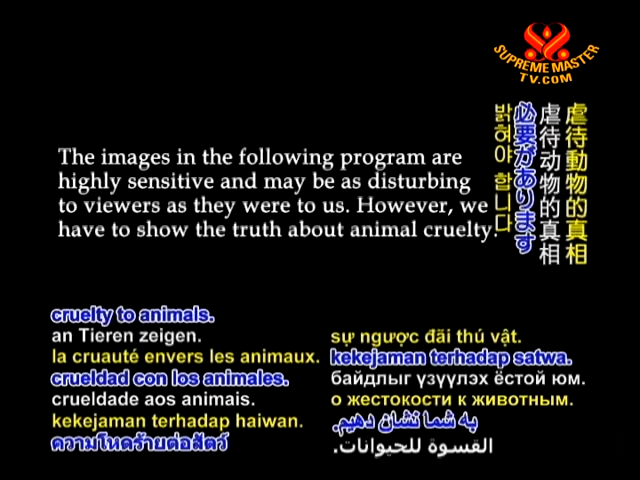 SUPREME MASTER
TV.COM
The images in the following program are
highly sensitive and may be as disturbing
to viewers as they were to us. However, we
have to show the truth about animal cruelty.
虐待動物的真相
虐待动物的真相
必要があります
밝혀야 합니다
cruelty to animals.
an Tieren zeigen.
la cruauté envers les animaux.
crueldad con los animales.
crueldade aos animais.
kekejaman terhadap haiwan.
ความโหดร้ายต่อสัตว์
sự ngược đãi thú vật.
kekejaman terhadap satwa.
байдлыг үзүүлэх ёстой юм.
о жестокости к животным.
به شما نشان دهیم.
القسوة للحيوانات.